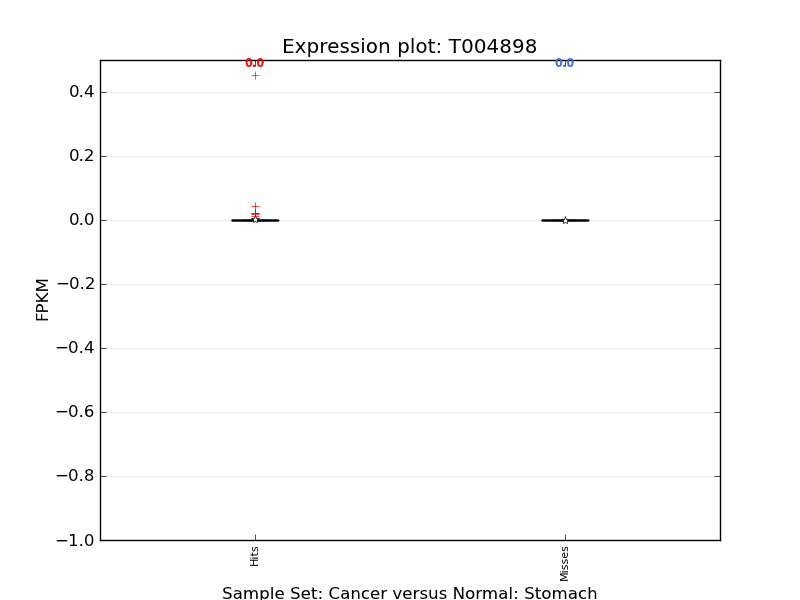 Expression plot: T004898
0.0 0.0
0.4
0.2
0.0
−0.2
−0.4
−0.6
−0.8
−1.0
FPKM
Hits
Misses
Sample Set: Cancer versus Normal: Stomach